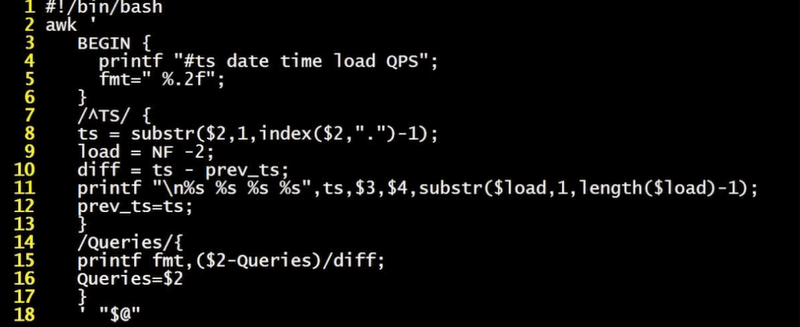 1 #!/bin/bash
2 awk '
3 BEGIN {
4 printf "#ts date time load QPS";
5 fmt=" %.2f";
6 }
7 /^TS/ {
8 ts = substr($2,1,index($2,".")-1);
9 load = NF -2;
10 diff = ts - prev_ts;
11 printf "\n%s %s %s %s",ts,$3,$4,substr($load,1,length($load)-1);
12 prev_ts=ts;
13 }
14 /Queries/{
15 printf fmt,($2-Queries)/diff;
16 Queries=$2
17 }
18 ' "$@"